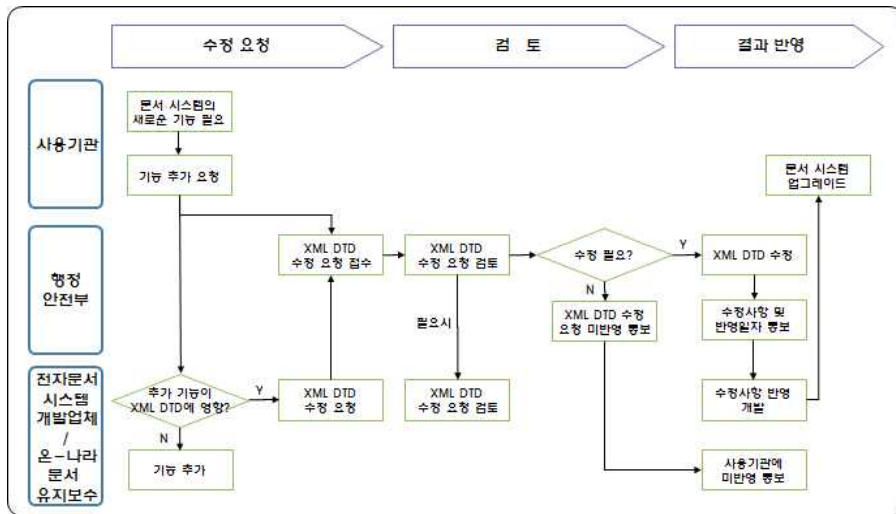 수정 요청
검 토
결과 반영
사용기관
문서 시스템의
새로운 기능 필요
기능 추가 요청
문서 시스템
업그레이드
행정
안전부
XML DTD
수정 요청 접수
XML DTD
수정 요청 검토
수정 필요?
Y
XML DTD 수정
N
필요시
XML DTD 수정
요청 미반영 통보
수정사항 및
반영일자 통보
전자문서
시스템
개발업체
/
온-나라
문서
유지보수
추가 기능이
XML DTD에 영향?
Y
XML DTD
수정 요청
XML DTD
수정 요청 검토
수정사항 반영
개발
N
기능 추가
사용기관에
미반영 통보